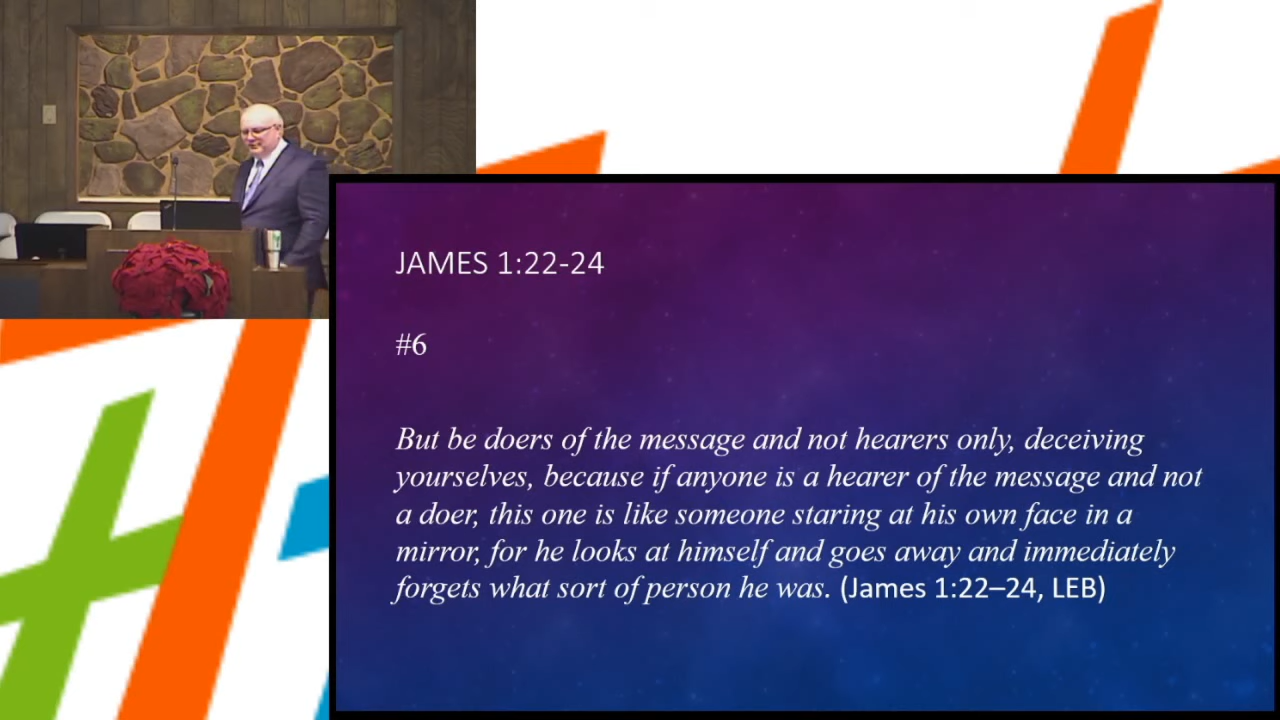 JAMES 1:22-24
#6
But be doers of the message and not hearers only, deceiving
yourselves, because if anyone is a hearer of the message and not
a doer, this one is like someone staring at his own face in a
mirror, for he looks at himself and goes away and immediately
forgets what sort of person he was. (James 1:22–24, LEB)